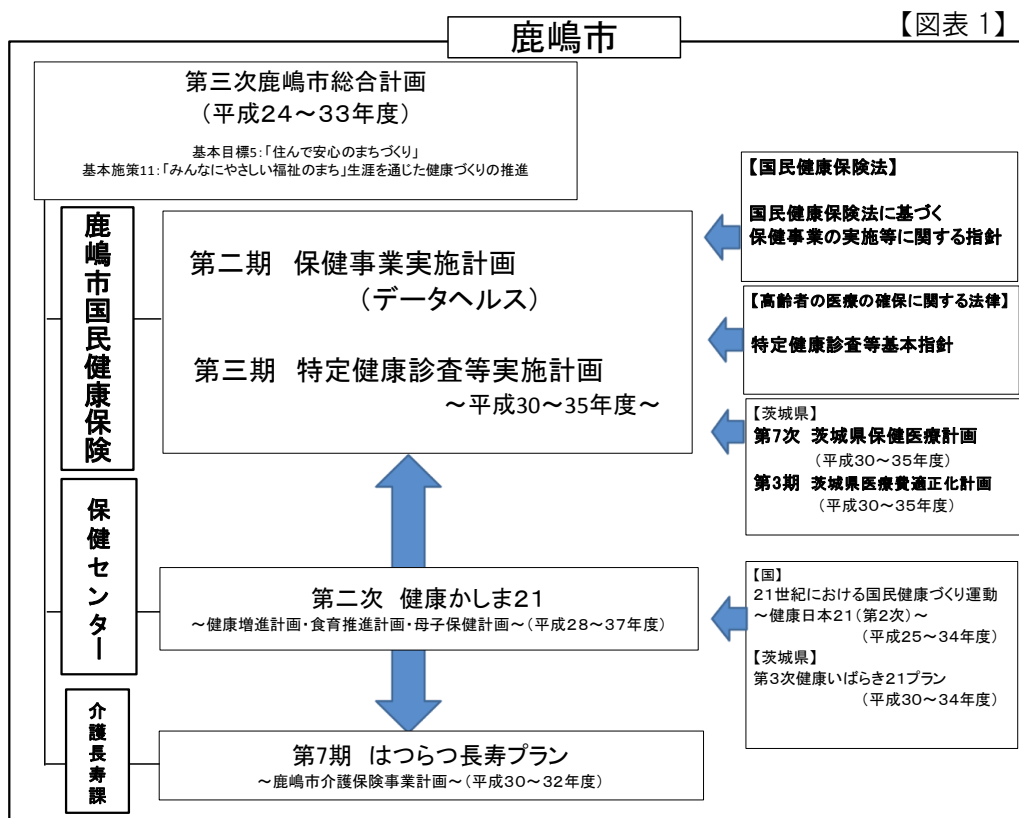 【図表 1】
鹿嶋市
第三次鹿嶋市総合計画
(平成24~33年度)
基本目標5:「住んで安心のまちづくり」
基本施策11:「みんなにやさしい福祉のまち」生涯を通じた健康づくりの推進
鹿嶋市国民健康保険
第二期 保健事業実施計画
(データヘルス)
第三期 特定健康診査等実施計画
~平成30~35年度~
【国民健康保険法】
国民健康保険法に基づく
保健事業の実施等に関する指針
【高齢者の医療の確保に関する法律】
特定健康診査等基本指針
【茨城県】
第7次 茨城県保健医療計画
(平成30~35年度)
第3期 茨城県医療費適正化計画
(平成30~35年度)
保健センター
第二次 健康かしま21
~健康増進計画・食育推進計画・母子保健計画~(平成28~37年度)
【国】
21世紀における国民健康づくり運動
~健康日本21(第2次)~
(平成25~34年度)
【茨城県】
第3次健康いばらき21プラン
(平成30~34年度)
介護長寿課
第7期 はつらつ長寿プラン
~鹿嶋市介護保険事業計画~(平成30~32年度)